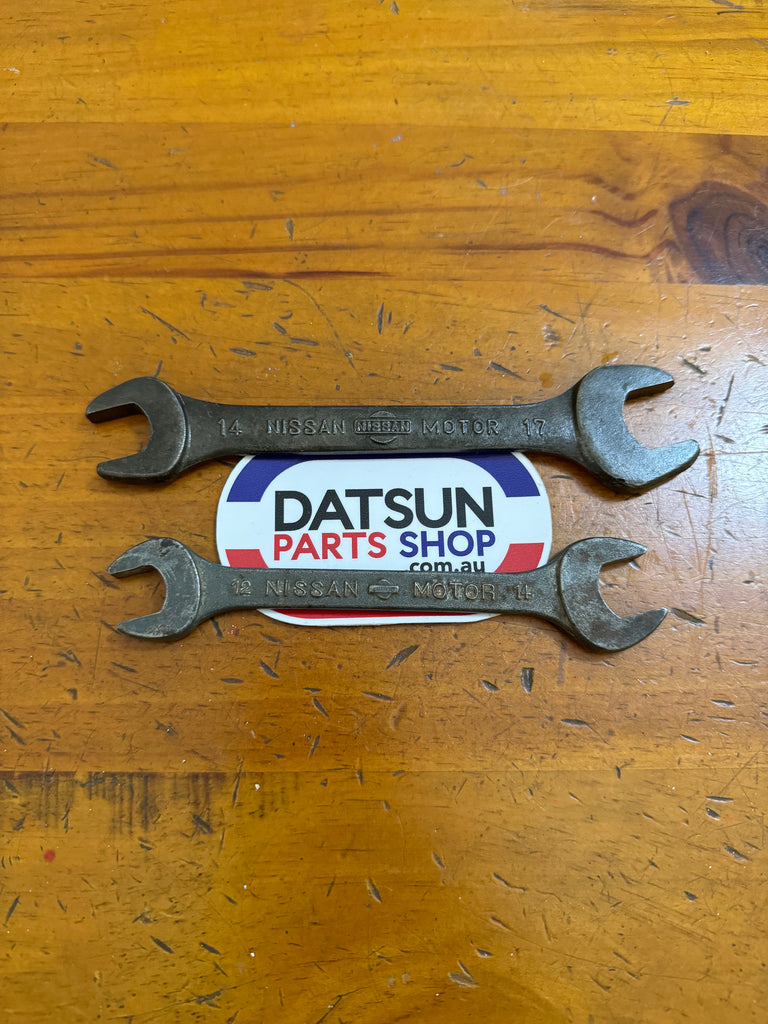 14 NISSAN NISSAN MOTOR 17
DATSUN
PARTS SHOP
com.au
12 NISSAN MOTOR 14